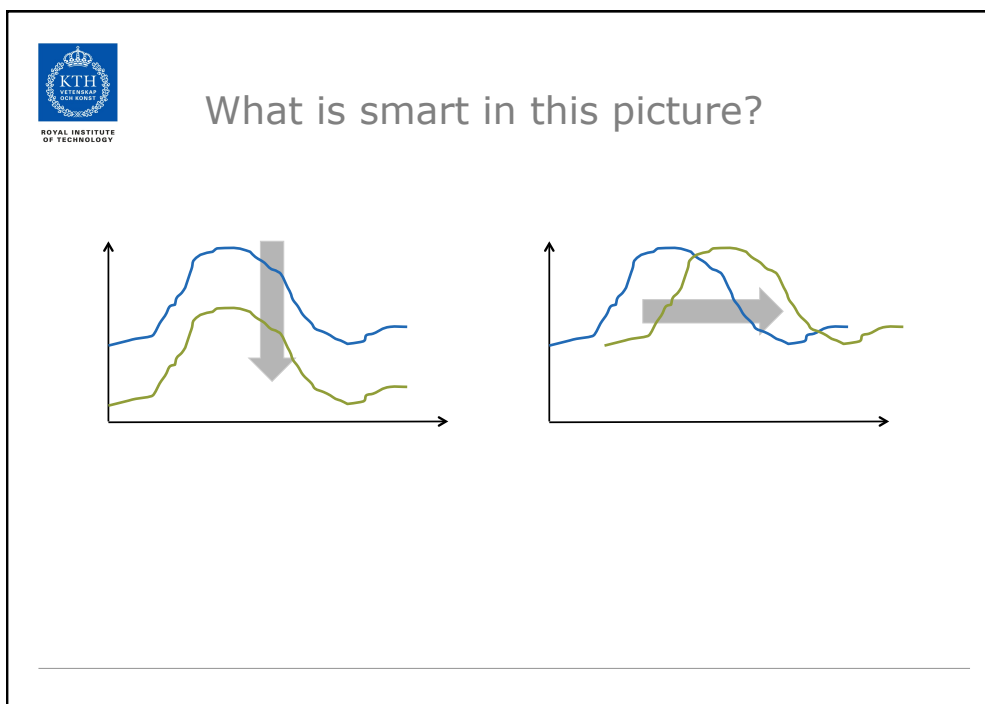 KTH
VETENSKAP
OCH KONST
ROYAL INSTITUTE
OF TECHNOLOGY
What is smart in this picture?